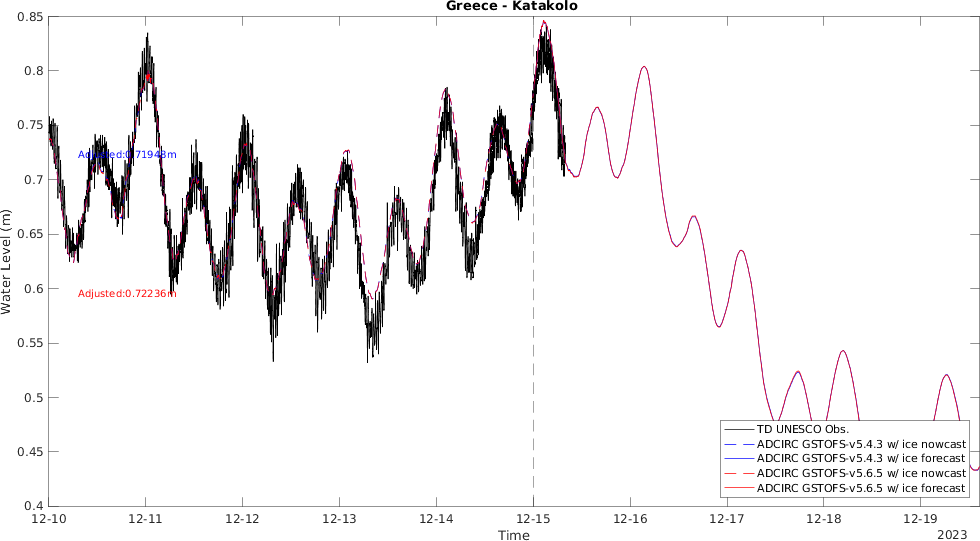 Greece - Katakolo
0.85
0.8
0.75
0.7
0.65
0.6
0.55
0.5
0.45
0.4
Water Level (m)
Adjusted:0.71943m
Adjusted:0.72236m
TD UNESCO Obs.
ADCIRC GSTOFS-v5.4.3 w/ ice nowcast
ADCIRC GSTOFS-v5.4.3 w/ ice forecast
ADCIRC GSTOFS-v5.6.5 w/ ice nowcast
ADCIRC GSTOFS-v5.6.5 w/ ice forecast
12-10 12-11 12-12 12-13 12-14 12-15 12-16 12-17 12-18 12-19
Time
2023